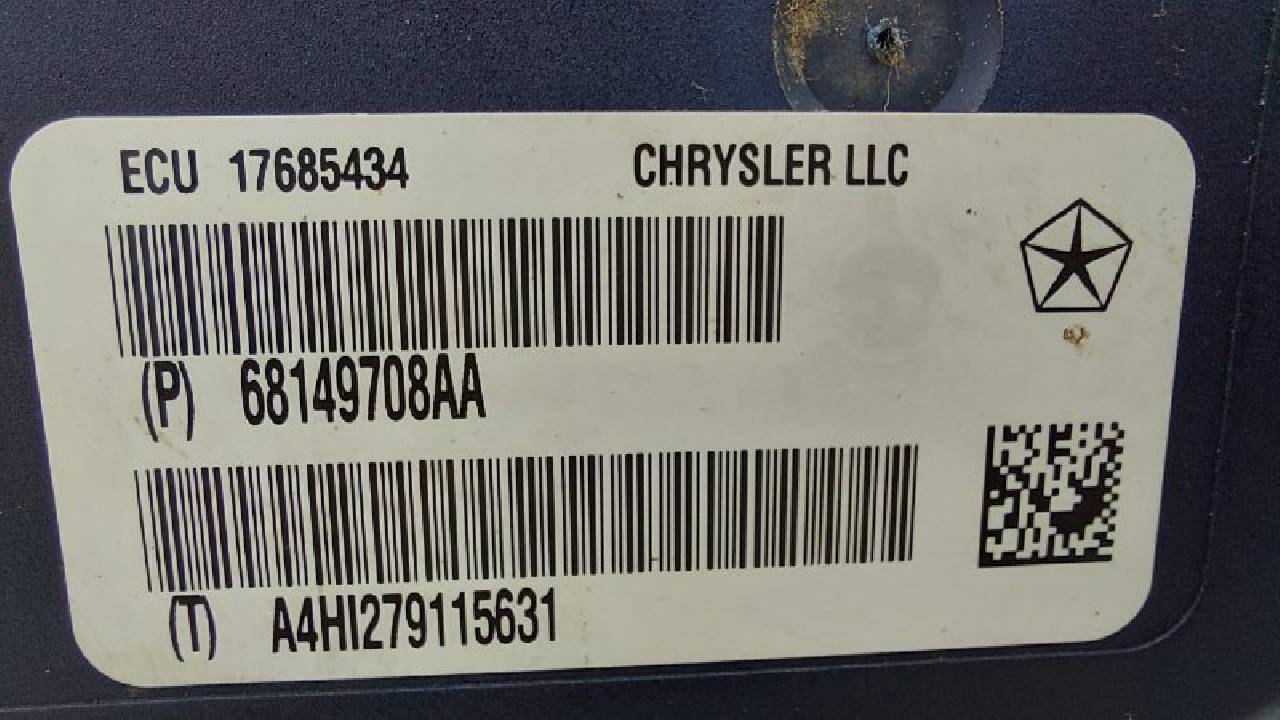 ECU 17685434 CHRYSLER LLC
(P) 68149708AA
(T) A4HI279115631